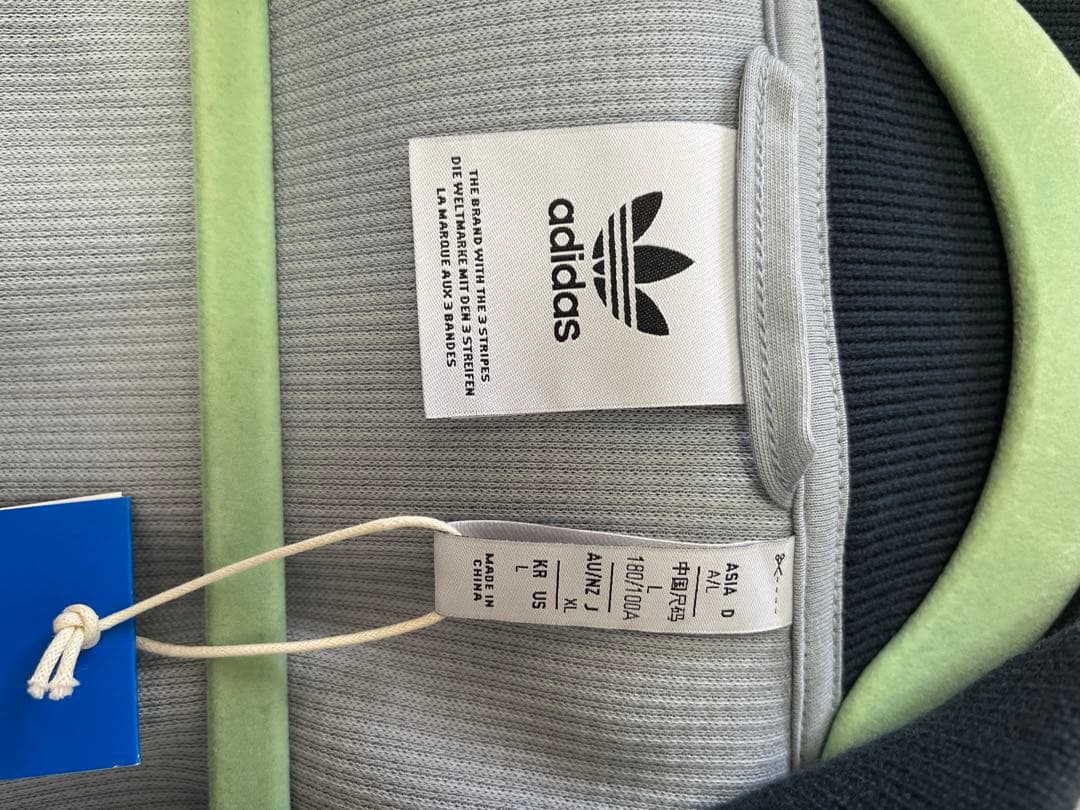 adidas
THE BRAND WITH THE 3 STRIPES
DIE WELTMARKE MIT DEN 3 STREIFEN
LA MARQUE AUX 3 BANDES
ASIA D
A/L
中国尺码
L
180/100A
AU/NZ J
XL
KR US
L
MADE IN
CHINA